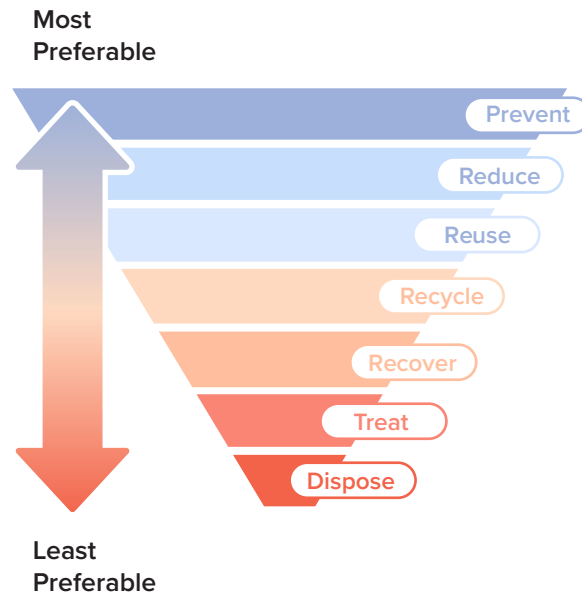 Most
Preferable
Prevent
Reduce
Reuse
Recycle
Recover
Treat
Dispose
Least
Preferable